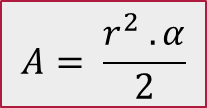 A = r² . α / 2